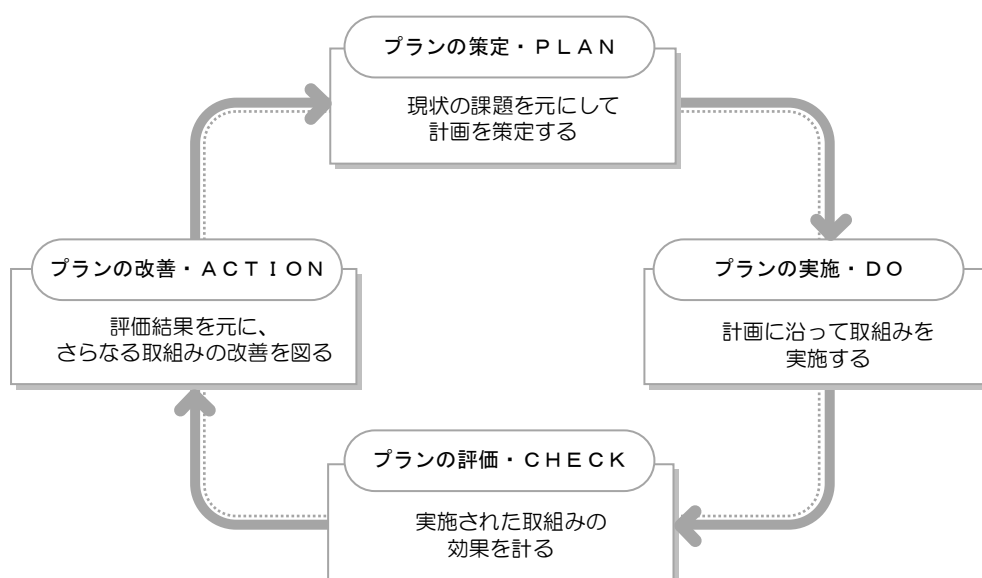 プランの策定・ＰＬＡＮ
現状の課題を元にして
計画を策定する
プランの改善・ＡＣＴＩＯＮ
評価結果を元に、
さらなる取組みの改善を図る
プランの実施・ＤＯ
計画に沿って取組みを
実施する
プランの評価・ＣＨＥＣＫ
実施された取組みの
効果を計る